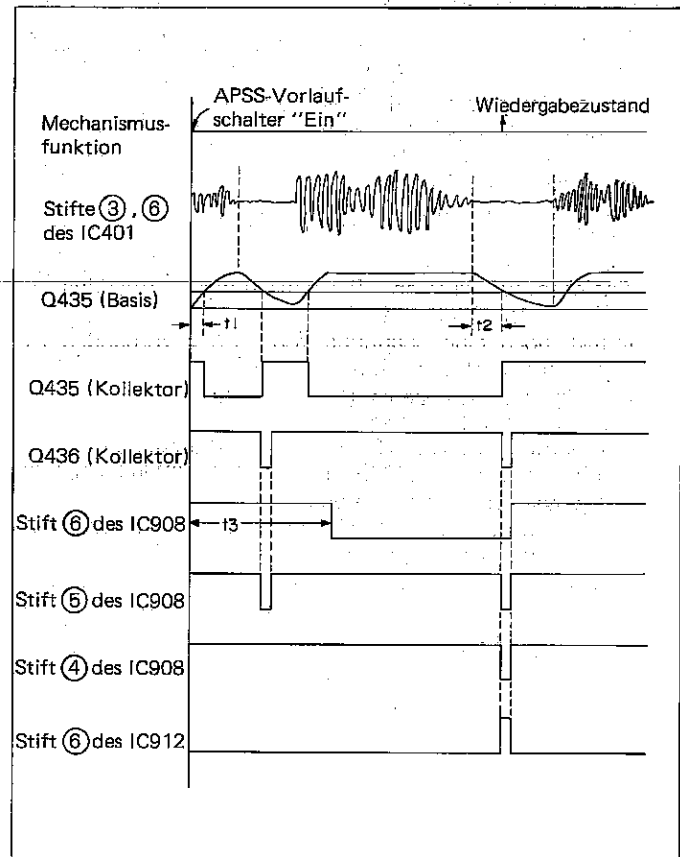 APSS-Vorlauf-
schalter "Ein"
Wiedergabezustand
Mechanismus-
funktion
Stifte ③ , ⑥
des IC401
Q435 (Basis)
t1
t2
Q435 (Kollektor)
Q436 (Kollektor)
Stift ⑥ des IC908
t3
Stift ⑤ des IC908
Stift ④ des IC908
Stift ⑥ des IC912